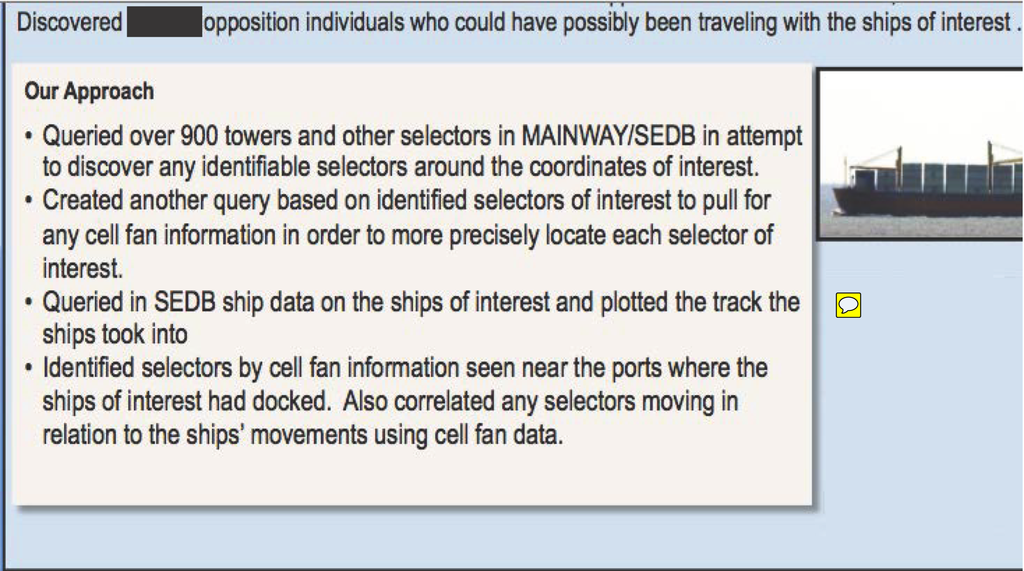 Discovered opposition individuals who could have possibly been traveling with the ships of interest .
Our Approach
• Queried over 900 towers and other selectors in MAINWAY/SEDB in attempt
to discover any identifiable selectors around the coordinates of interest.
• Created another query based on identified selectors of interest to pull for
any cell fan information in order to more precisely locate each selector of
interest.
• Queried in SEDB ship data on the ships of interest and plotted the track the
ships took into
• Identified selectors by cell fan information seen near the ports where the
ships of interest had docked.  Also correlated any selectors moving in
relation to the ships’ movements using cell fan data.